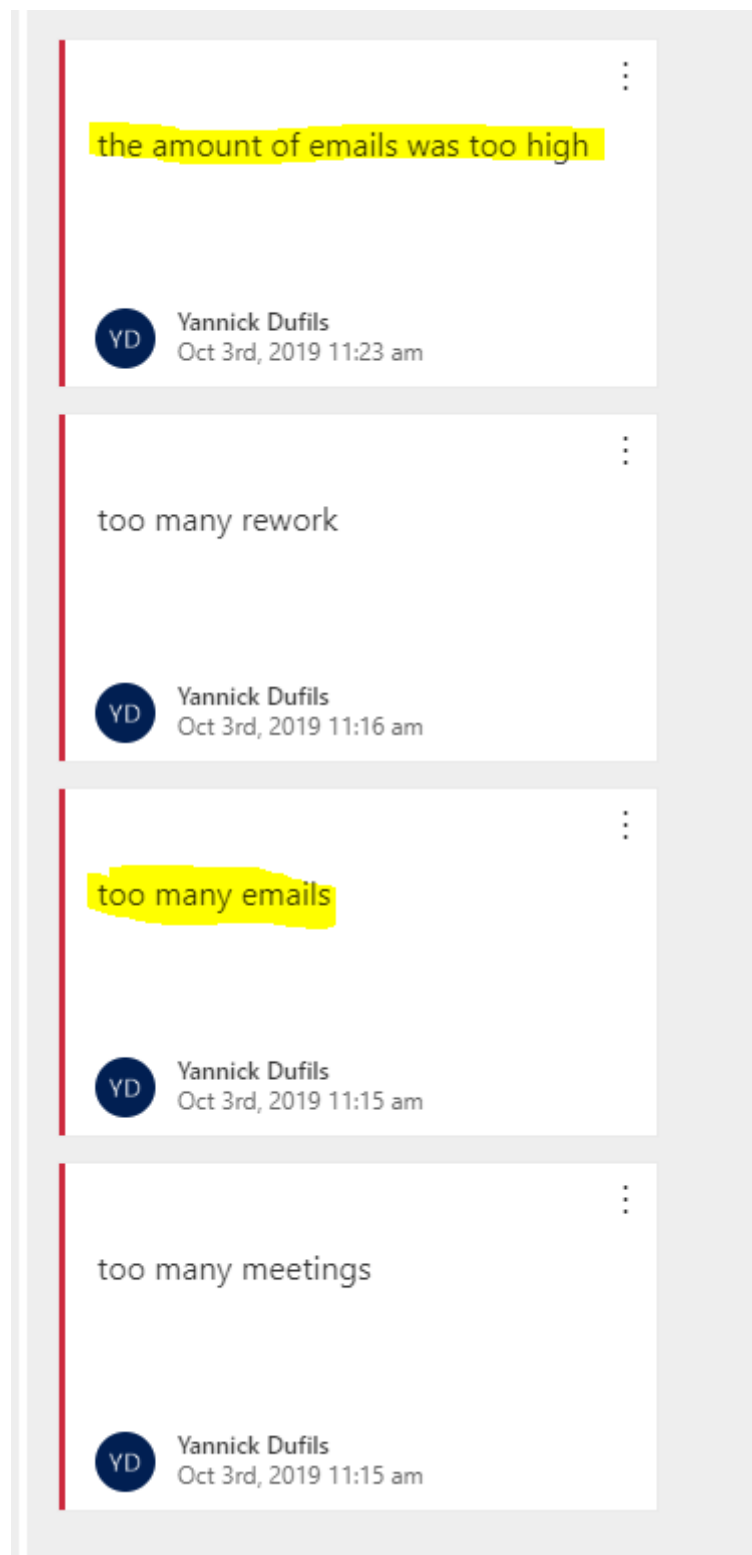 the amount of emails was too high
YD
Yannick Dufils
Oct 3rd, 2019 11:23 am
too many rework
YD
Yannick Dufils
Oct 3rd, 2019 11:16 am
too many emails
YD
Yannick Dufils
Oct 3rd, 2019 11:15 am
too many meetings
YD
Yannick Dufils
Oct 3rd, 2019 11:15 am